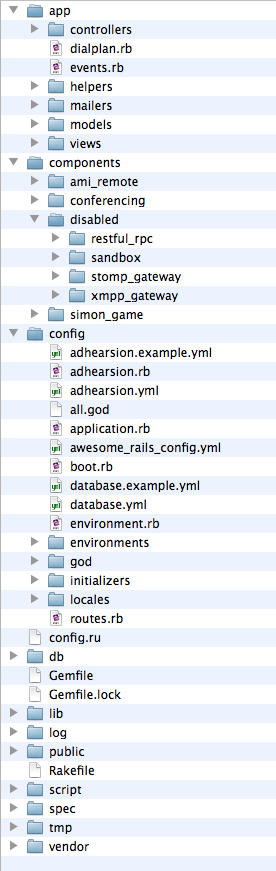 app
controllers
dialplan.rb
events.rb
helpers
mailers
models
views
components
ami_remote
conferencing
disabled
restful_rpc
sandbox
stomp_gateway
xmpp_gateway
simon_game
config
adhearsion.example.yml
adhearsion.rb
adhearsion.yml
all.god
application.rb
awesome_rails_config.yml
boot.rb
database.example.yml
database.yml
environment.rb
environments
god
initializers
locales
routes.rb
config.ru
db
Gemfile
Gemfile.lock
lib
log
public
Rakefile
script
spec
tmp
vendor